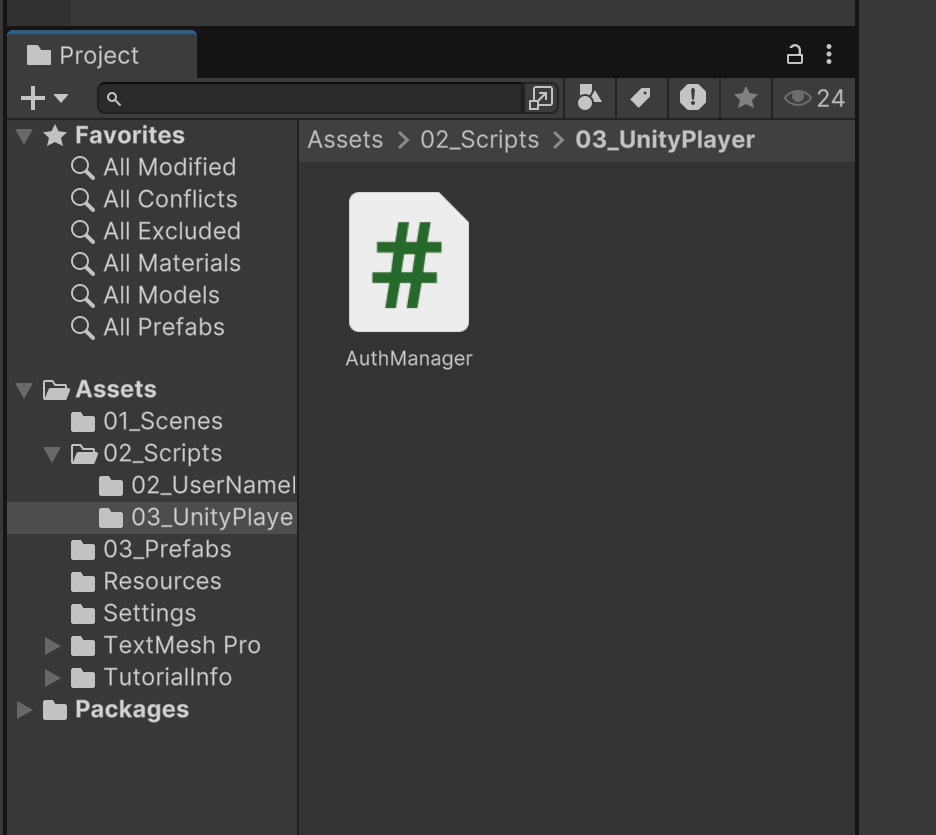 Project
24
Favorites
All Modified
All Conflicts
All Excluded
All Materials
All Models
All Prefabs
Assets
01_Scenes
02_Scripts
02_UserName
03_UnityPlaye
03_Prefabs
Resources
Settings
TextMesh Pro
TutorialInfo
Packages
Assets > 02_Scripts > 03_UnityPlayer
#
AuthManager